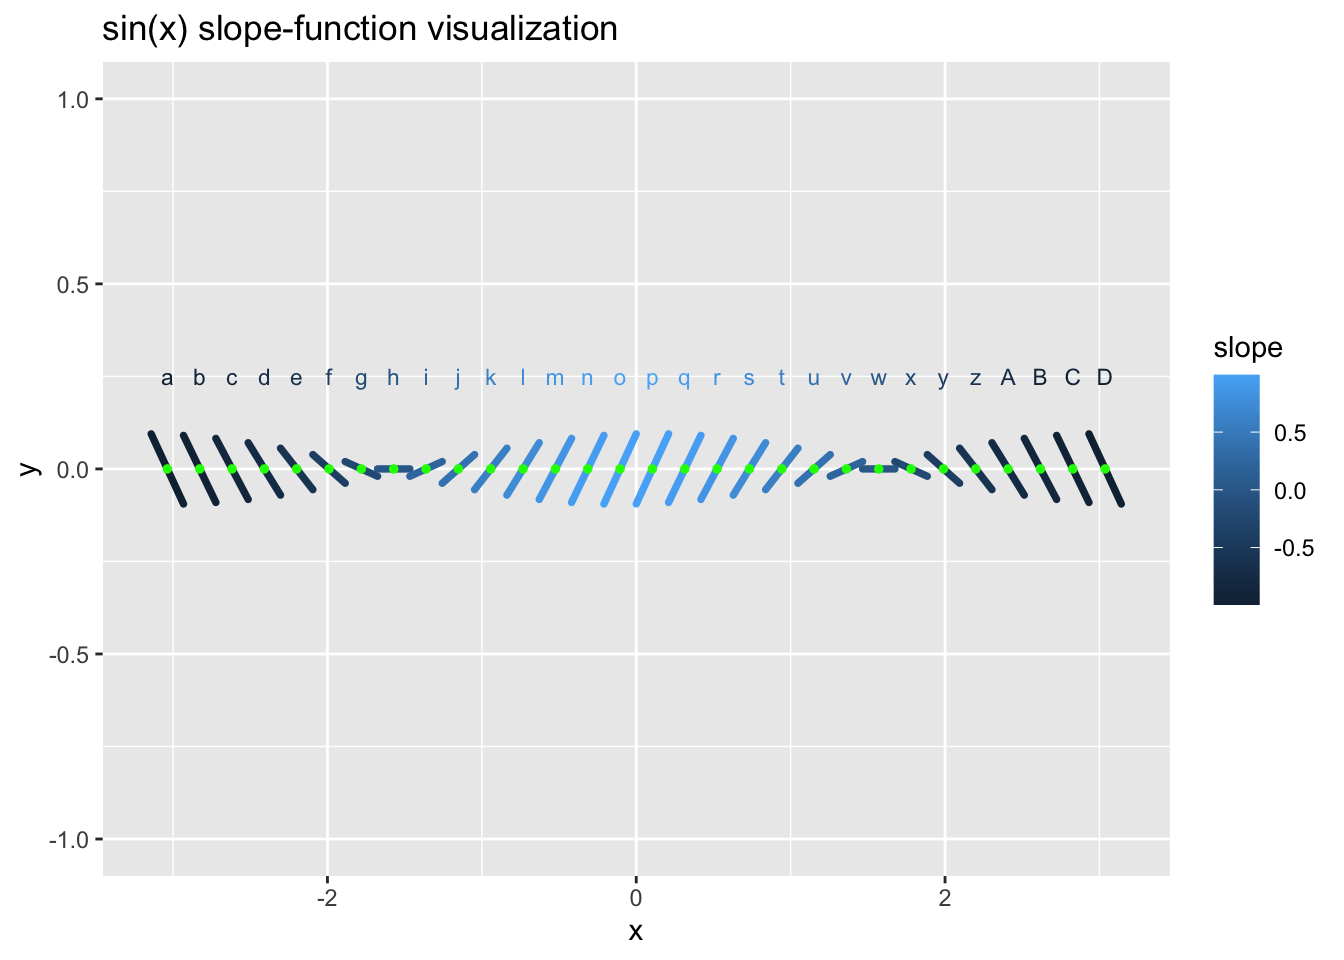 sin(x) slope-function visualization
1.0
0.5
0.0
-0.5
-1.0
y
a b c d e f g h i j k l m n o p q r s t u v w x y z A B C D
-2 0 2
x
slope
0.5
0.0
-0.5